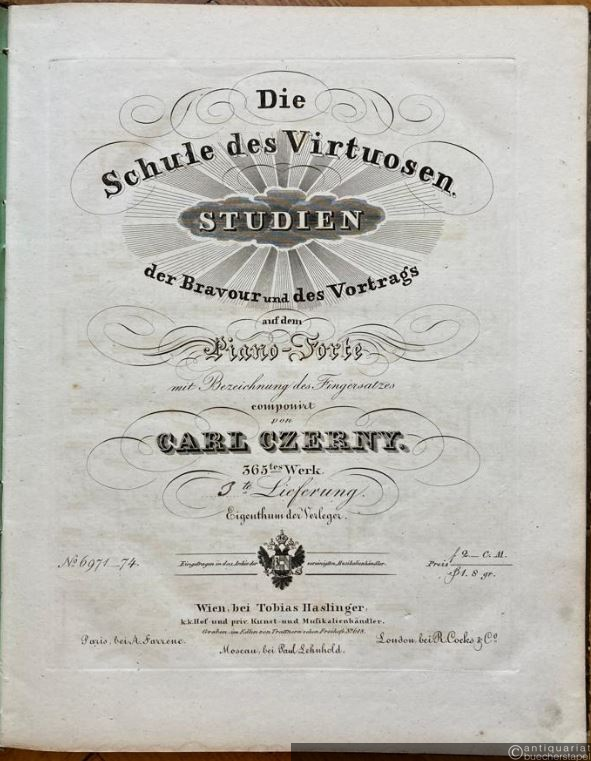 Die
Schule des Virtuosen.
STUDIEN
der Bravour und des Vortrags
auf dem
Piano-Forte
mit Bezeichnung des Fingersatzes
componirt
von
CARL CZERNY.
365tes Werk.
3te Lieferung.
Eigenthum der Verleger.
No 6971_74.
Eingetragen in das Archiv der vereinigten Musikalienhändler.
Preis f 2_ C. M.
1. 8 gr.
Wien, bei Tobias Haslinger,
k.k. Hof und priv. Kunst- und Musikalienhändler.
Paris, bei A. Farrenc.
London, bei R. Cocks & Co
Moscau, bei Paul Lehnhold.
© antiquariat
buecherstapel